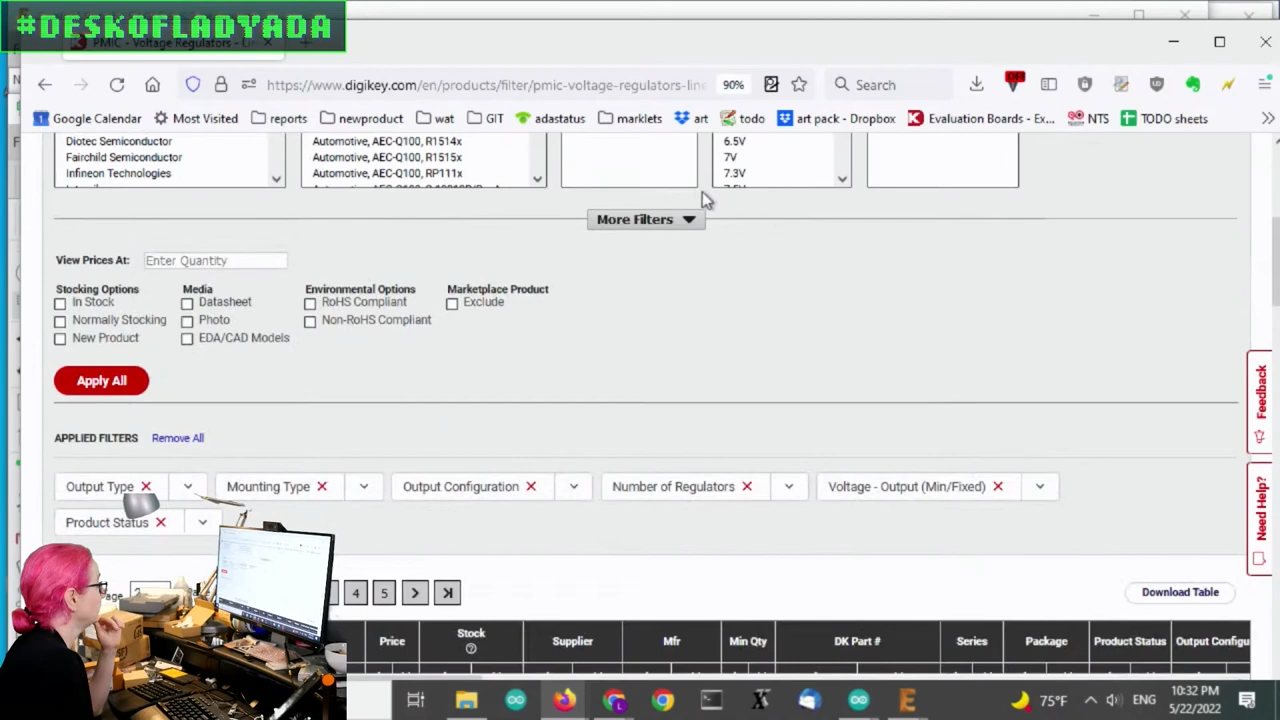 #DESKOFLADYADA
PMIC - Voltage Regulators - Lin
https://www.digikey.com/en/products/filter/pmic-voltage-regulators-line
90%
Search
OFF
Google Calendar
Most Visited
reports
newproduct
wat
GIT
adastatus
marklets
art
todo
art pack - Dropbox
Evaluation Boards - Ex...
NTS
TODO sheets
Diotec Semiconductor
Fairchild Semiconductor
Infineon Technologies
Automotive, AEC-Q100, R1514x
Automotive, AEC-Q100, R1515x
Automotive, AEC-Q100, RP111x
6.5V
7V
7.3V
More Filters
View Prices At:
Enter Quantity
Stocking Options
In Stock
Normally Stocking
New Product
Media
Datasheet
Photo
EDA/CAD Models
Environmental Options
RoHS Compliant
Non-RoHS Compliant
Marketplace Product
Exclude
Apply All
Feedback
Need Help?
APPLIED FILTERS
Remove All
Output Type
Mounting Type
Output Configuration
Number of Regulators
Voltage - Output (Min/Fixed)
Product Status
4
5
Download Table
Price
Stock
Supplier
Mfr
Min Qty
DK Part #
Series
Package
Product Status
Output Configu
75°F
ENG
10:32 PM
5/22/2022